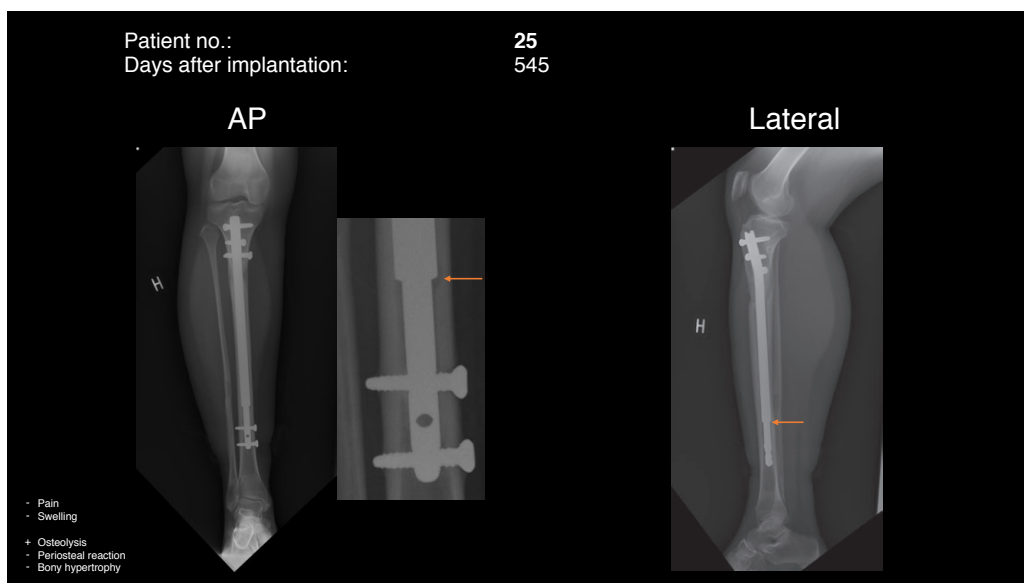 Patient no.: 25
Days after implantation: 545
AP Lateral
H
H
- Pain
- Swelling
+ Osteolysis
- Periosteal reaction
- Bony hypertrophy